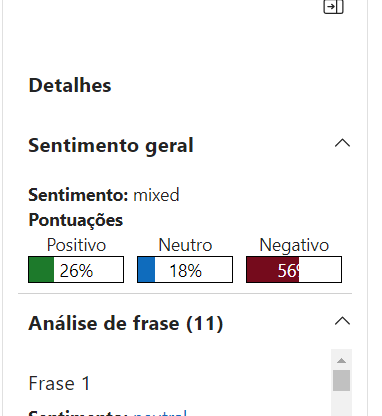 Detalhes
Sentimento geral
Sentimento: mixed
Pontuações
Positivo Neutro Negativo
26% 18% 56%
Análise de frase (11)
Frase 1
Sentimento: neutral